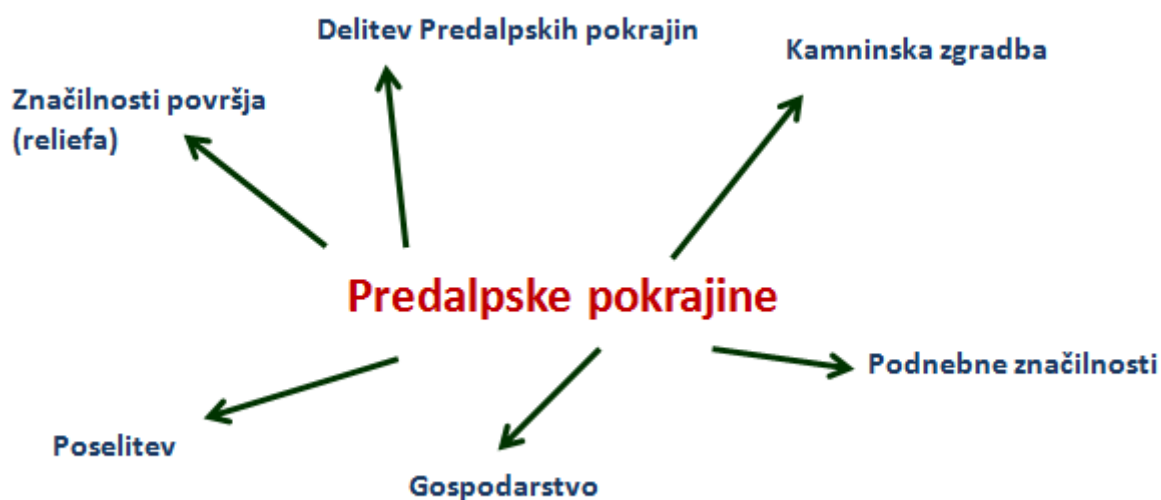 Delitev Predalpskih pokrajin
Kamninska zgradba
Značilnosti površja
(reliefa)
Predalpske pokrajine
Podnebne značilnosti
Poselitev
Gospodarstvo